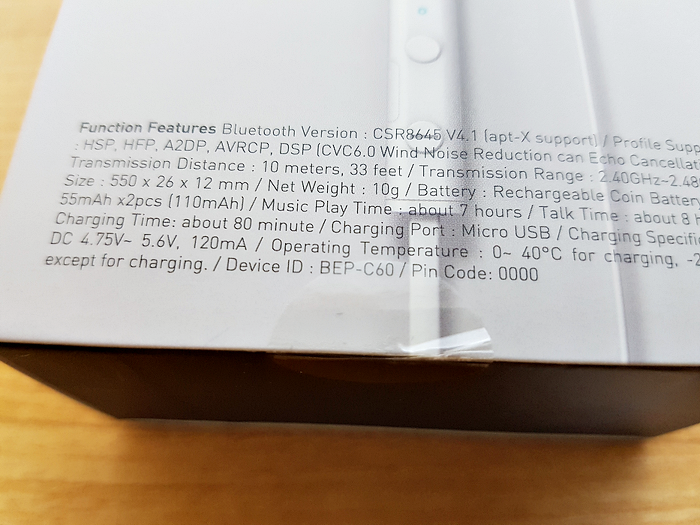 Function Features Bluetooth Version : CSR8645 V4.1 (apt-X support) / Profile Supp
: HSP, HFP, A2DP, AVRCP, DSP (CVC6.0 Wind Noise Reduction can Echo Cancellat
Transmission Distance : 10 meters, 33 feet / Transmission Range : 2.40GHz~2.48
Size : 550 x 26 x 12 mm / Net Weight : 10g / Battery : Rechargeable Coin Battery
55mAh x2pcs (110mAh) / Music Play Time : about 7 hours / Talk Time : about 8 h
Charging Time: about 80 minute / Charging Port : Micro USB / Charging Specifi
DC 4.75V~ 5.6V, 120mA / Operating Temperature : 0~ 40°C for charging, -2
except for charging. / Device ID : BEP-C60 / Pin Code: 0000